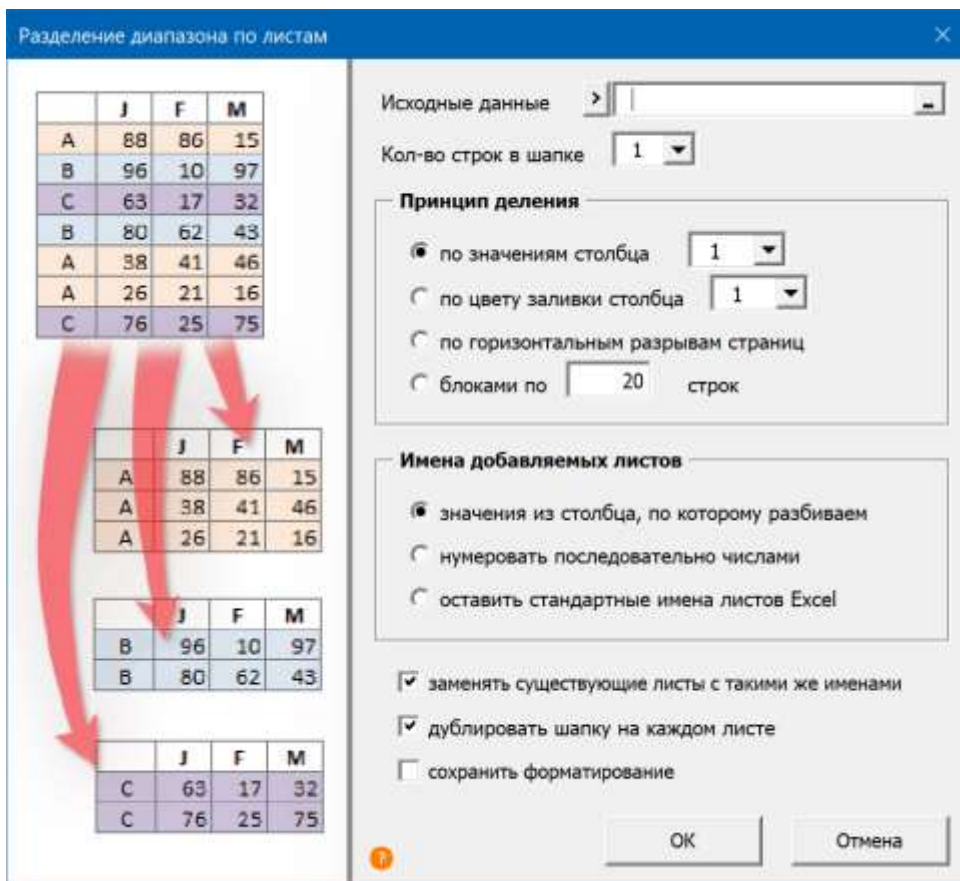 Разделение диапазона по листам
J F M
A 88 86 15
B 96 10 97
C 63 17 32
B 80 62 43
A 38 41 46
A 26 21 16
C 76 25 75
J F M
A 88 86 15
A 38 41 46
A 26 21 16
J F M
B 96 10 97
B 80 62 43
J F M
C 63 17 32
C 76 25 75
Исходные данные >
Кол-во строк в шапке 1
Принцип деления
по значениям столбца 1
по цвету заливки столбца 1
по горизонтальным разрывам страниц
блоками по 20 строк
Имена добавляемых листов
значения из столбца, по которому разбиваем
нумеровать последовательно числами
оставить стандартные имена листов Excel
заменять существующие листы с такими же именами
дублировать шапку на каждом листе
сохранить форматирование
?
ОК Отмена